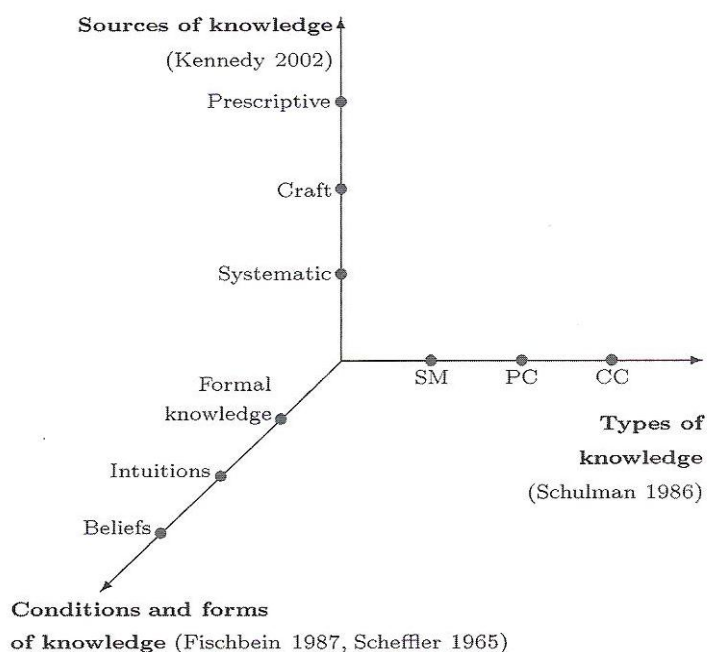 Sources of knowledge
(Kennedy 2002)
Prescriptive
Craft
Systematic
SM PC CC
Types of
knowledge
(Schulman 1986)
Formal
knowledge
Intuitions
Beliefs
Conditions and forms
of knowledge (Fischbein 1987, Scheffler 1965)